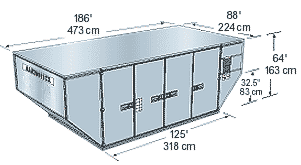 186"
473 cm
88"
224 cm
64"
163 cm
32.5"
83 cm
125"
318 cm